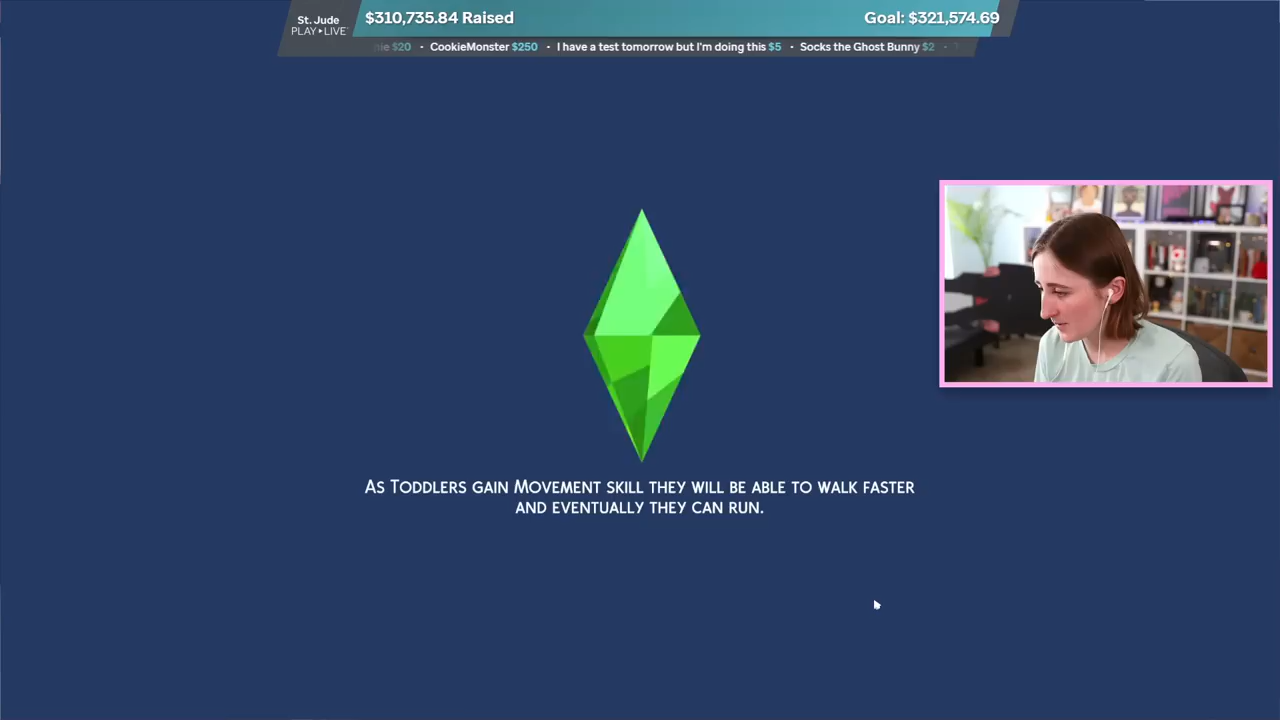 St. Jude
PLAY LIVE
$310,735.84 Raised
Goal: $321,574.69
$20 · CookieMonster $250 · I have a test tomorrow but I'm doing this $5 · Socks the Ghost Bunny $2
AS TODDLERS GAIN MOVEMENT SKILL THEY WILL BE ABLE TO WALK FASTER
AND EVENTUALLY THEY CAN RUN.